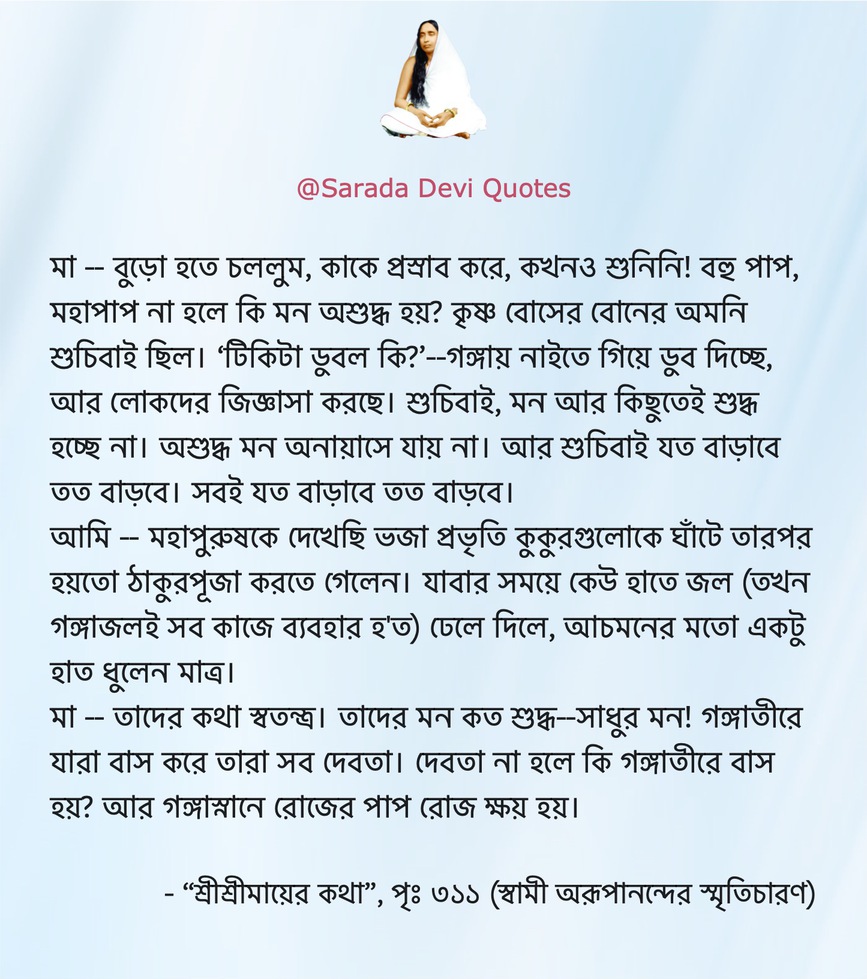 @Sarada Devi Quotes
মা -- বুড়ো হতে চললুম, কাকে প্রস্রাব করে, কখনও শুনিনি! বহু পাপ,
মহাপাপ না হলে কি মন অশুদ্ধ হয়? কৃষ্ণ বোসের বোনের অমনি
শুচিবাই ছিল। ‘টিকিটা ডুবল কি?’--গঙ্গায় নাইতে গিয়ে ডুব দিচ্ছে,
আর লোকদের জিজ্ঞাসা করছে। শুচিবাই, মন আর কিছুতেই শুদ্ধ
হচ্ছে না। অশুদ্ধ মন অনায়াসে যায় না। আর শুচিবাই যত বাড়াবে
তত বাড়বে। সবই যত বাড়াবে তত বাড়বে।
আমি -- মহাপুরুষকে দেখেছি ভজা প্রভৃতি কুকুরগুলোকে ঘাঁটে তারপর
হয়তো ঠাকুরপূজা করতে গেলেন। যাবার সময়ে কেউ হাতে জল (তখন
গঙ্গাজলই সব কাজে ব্যবহার হ'ত) ঢেলে দিলে, আচমনের মতো একটু
হাত ধুলেন মাত্র।
মা -- তাদের কথা স্বতন্ত্র। তাদের মন কত শুদ্ধ--সাধুর মন! গঙ্গাতীরে
যারা বাস করে তারা সব দেবতা। দেবতা না হলে কি গঙ্গাতীরে বাস
হয়? আর গঙ্গাস্নানে রোজের পাপ রোজ ক্ষয় হয়।
- “শ্রীশ্রীমায়ের কথা”, পৃঃ ৩১১ (স্বামী অরূপানন্দের স্মৃতিচারণ)